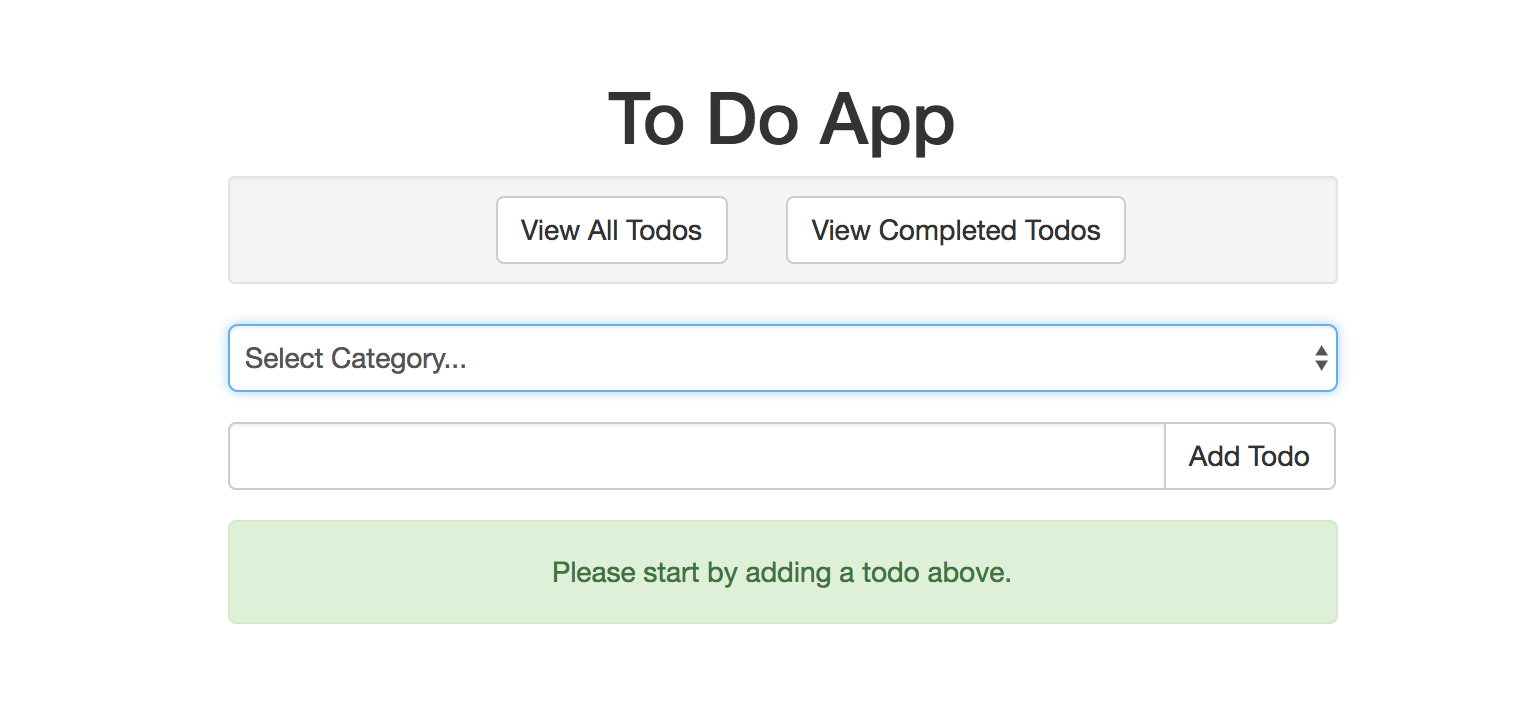 To Do App
View All Todos
View Completed Todos
Select Category...
Add Todo
Please start by adding a todo above.